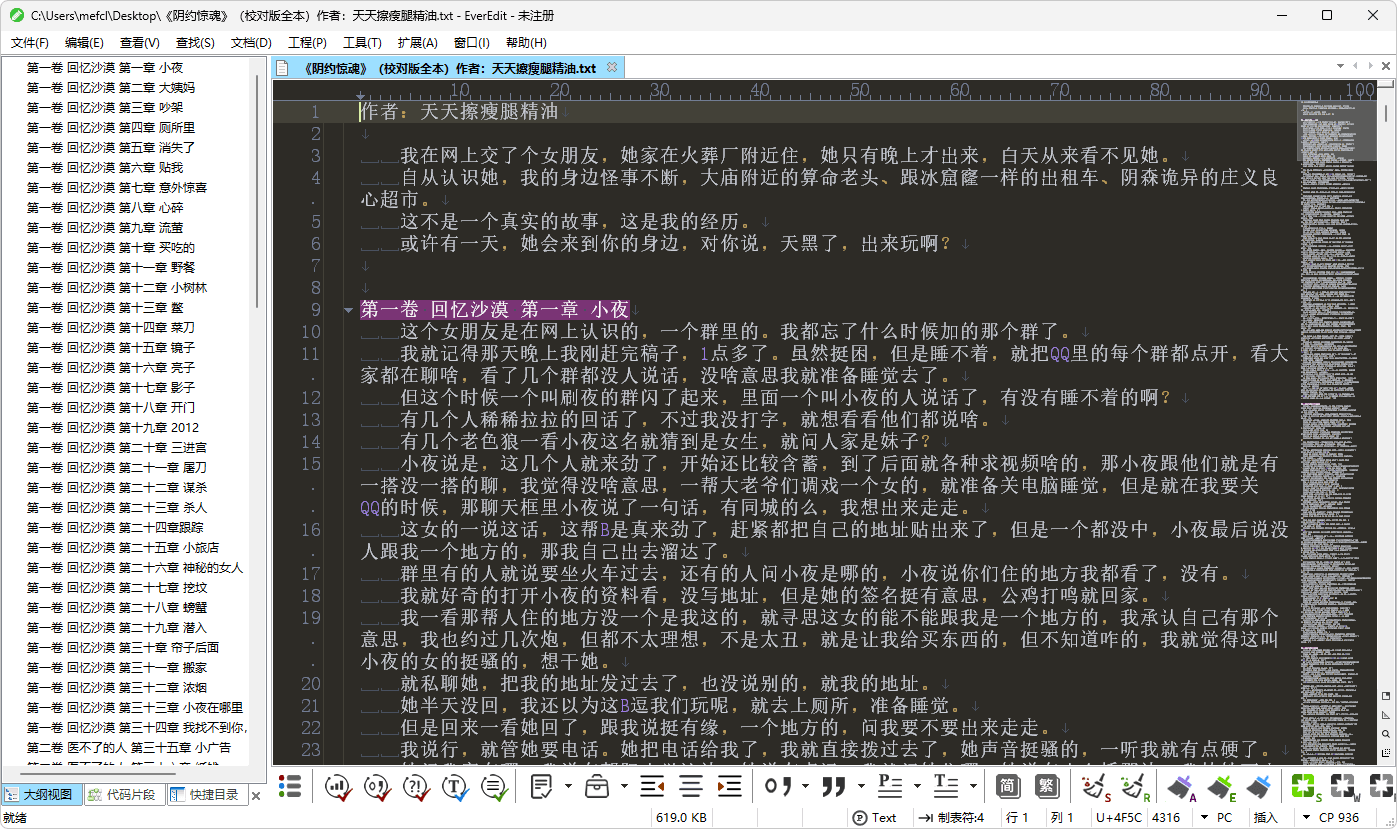 C:\Users\mefcl\Desktop\《阴约惊魂》（校对版全本）作者：天天擦瘦腿精油.txt - EverEdit - 未注册
文件(F) 编辑(E) 查看(V) 查找(S) 文档(D) 工程(P) 工具(T) 扩展(A) 窗口(I) 帮助(H)
第一卷 回忆沙漠 第一章 小夜
第一卷 回忆沙漠 第二章 大姨妈
第一卷 回忆沙漠 第三章 吵架
第一卷 回忆沙漠 第四章 厕所里
第一卷 回忆沙漠 第五章 消失了
第一卷 回忆沙漠 第六章 贴我
第一卷 回忆沙漠 第七章 意外惊喜
第一卷 回忆沙漠 第八章 心碎
第一卷 回忆沙漠 第九章 流萤
第一卷 回忆沙漠 第十章 买吃的
第一卷 回忆沙漠 第十一章 野餐
第一卷 回忆沙漠 第十二章 小树林
第一卷 回忆沙漠 第十三章 鳖
第一卷 回忆沙漠 第十四章 菜刀
第一卷 回忆沙漠 第十五章 镜子
第一卷 回忆沙漠 第十六章 亮子
第一卷 回忆沙漠 第十七章 影子
第一卷 回忆沙漠 第十八章 开门
第一卷 回忆沙漠 第十九章 2012
第一卷 回忆沙漠 第二十章 三进宫
第一卷 回忆沙漠 第二十一章 屠刀
第一卷 回忆沙漠 第二十二章 谋杀
第一卷 回忆沙漠 第二十三章 杀人
第一卷 回忆沙漠 第二十四章跟踪
第一卷 回忆沙漠 第二十五章 小旅店
第一卷 回忆沙漠 第二十六章 神秘的女人
第一卷 回忆沙漠 第二十七章 挖坟
第一卷 回忆沙漠 第二十八章 螃蟹
第一卷 回忆沙漠 第二十九章 潜入
第一卷 回忆沙漠 第三十章 帘子后面
第一卷 回忆沙漠 第三十一章 搬家
第一卷 回忆沙漠 第三十二章 浓烟
第一卷 回忆沙漠 第三十三章 小夜在哪里
第一卷 回忆沙漠 第三十四章 我找不到你,
第二卷 医不了的人 第三十五章 小广告
大纲视图 代码片段 快捷目录
《阴约惊魂》（校对版全本）作者：天天擦瘦腿精油.txt
10 20 30 40 50 60 70 80 90 100
1 作者：天天擦瘦腿精油
2
3 我在网上交了个女朋友，她家在火葬厂附近住，她只有晚上才出来，白天从来看不见她。
4 自从认识她，我的身边怪事不断，大庙附近的算命老头、跟冰窟窿一样的出租车、阴森诡异的庄义良
心超市。
5 这不是一个真实的故事，这是我的经历。
6 或许有一天，她会来到你的身边，对你说，天黑了，出来玩啊？
7
8
9 第一卷 回忆沙漠 第一章 小夜
10 这个女朋友是在网上认识的，一个群里的。我都忘了什么时候加的那个群了。
11 我就记得那天晚上我刚赶完稿子，1点多了。虽然挺困，但是睡不着，就把QQ里的每个群都点开，看大
家都在聊啥，看了几个群都没人说话，没啥意思我就准备睡觉去了。
12 但这个时候一个叫刷夜的群闪了起来，里面一个叫小夜的人说话了，有没有睡不着的啊？
13 有几个人稀稀拉拉的回话了，不过我没打字，就想看看他们都说啥。
14 有几个老色狼一看小夜这名就猜到是女生，就问人家是妹子？
15 小夜说是，这几个人就来劲了，开始还比较含蓄，到了后面就各种求视频啥的，那小夜跟他们就是有
一搭没一搭的聊，我觉得没啥意思，一帮大老爷们调戏一个女的，就准备关电脑睡觉，但是就在我要关
QQ的时候，那聊天框里小夜说了一句话，有同城的么，我想出来走走。
16 这女的一说这话，这帮B是真来劲了，赶紧都把自己的地址贴出来了，但是一个都没中，小夜最后说没
人跟我一个地方的，那我自己出去溜达了。
17 群里有的人就说要坐火车过去，还有的人问小夜是哪的，小夜说你们住的地方我都看了，没有。
18 我就好奇的打开小夜的资料看，没写地址，但是她的签名挺有意思，公鸡打鸣就回家。
19 我一看那帮人住的地方没一个是我这的，就寻思这女的能不能跟我是一个地方的，我承认自己有那个
意思，我也约过几次炮，但都不太理想，不是太丑，就是让我给买东西的，但不知道咋的，我就觉得这叫
小夜的女的挺骚的，想干她。
20 就私聊她，把我的地址发过去了，也没说别的，就我的地址。
21 她半天没回，我还以为这B逗我们玩呢，就去上厕所，准备睡觉。
22 但是回来一看她回了，跟我说挺有缘，一个地方的，问我要不要出来走走。
23 我说行，就管她要电话。她把电话给我了，我就直接拨过去了，她声音挺骚的，一听我就有点硬了。
简 繁
就绪 619.0 KB Text 制表符:4 行 1 列 1 U+4F5C 4316 PC 插入 CP 936